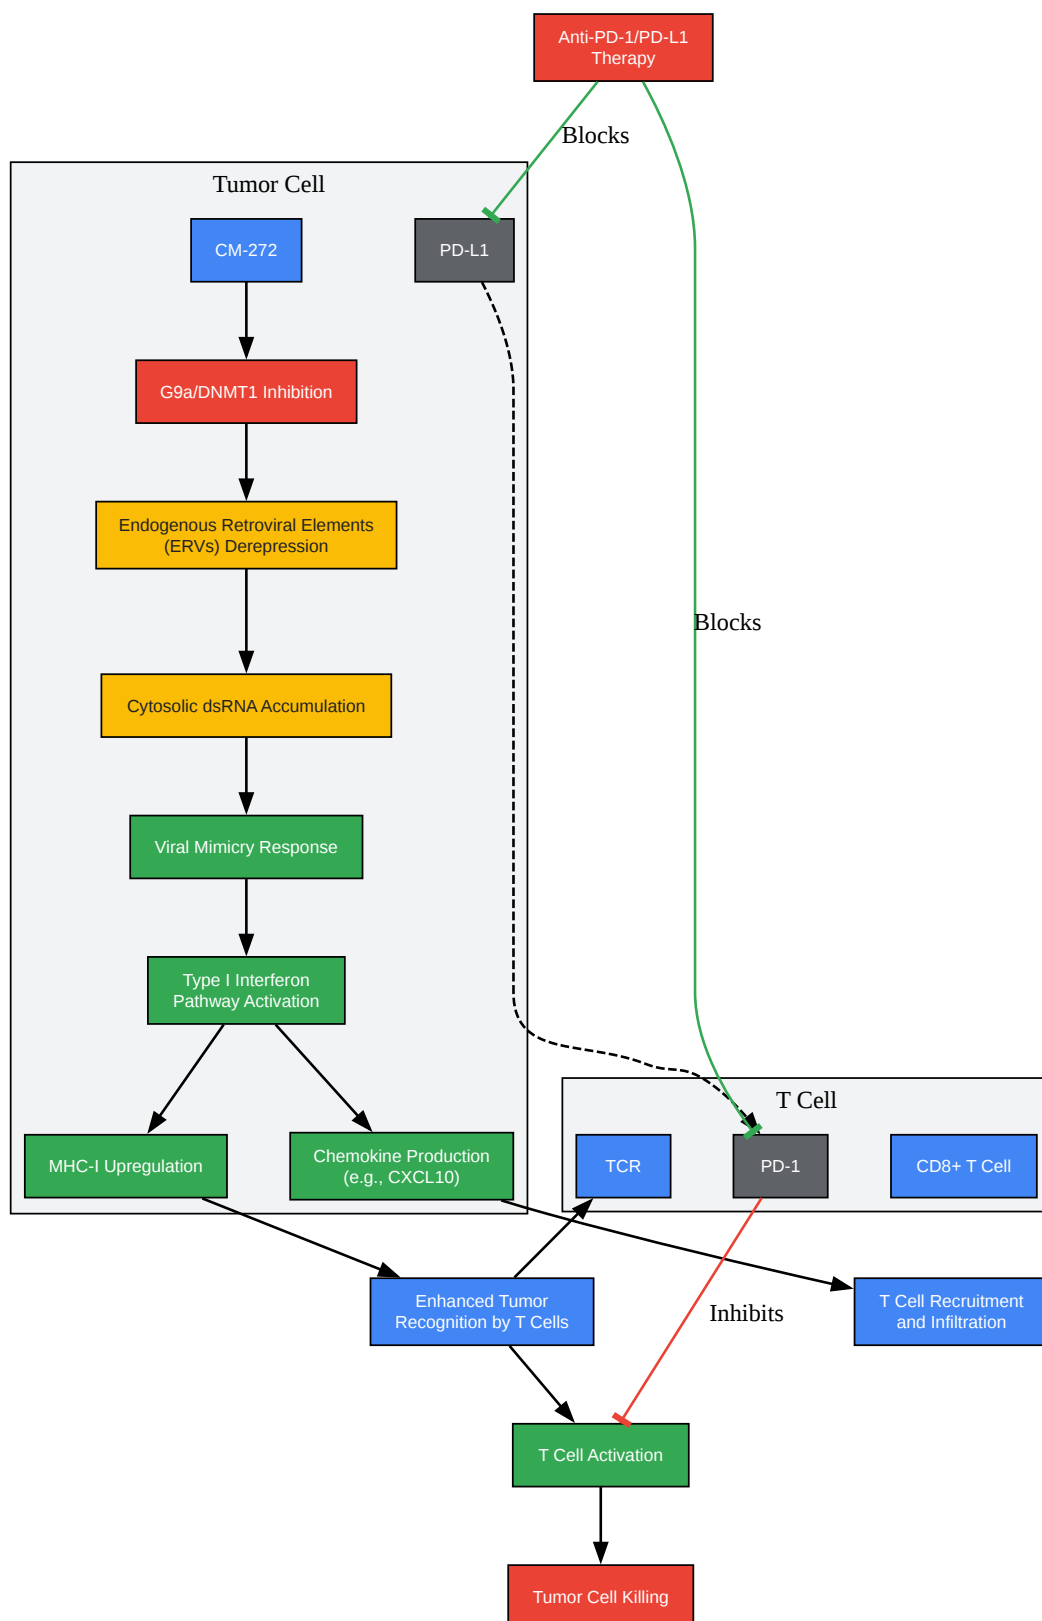 Anti-PD-1/PD-L1
Therapy
Blocks
Tumor Cell
CM-272
PD-L1
G9a/DNMT1 Inhibition
Endogenous Retroviral Elements
(ERVs) Derepression
Blocks
Cytosolic dsRNA Accumulation
Viral Mimicry Response
Type I Interferon
Pathway Activation
T Cell
MHC-I Upregulation
Chemokine Production
(e.g., CXCL10)
TCR
PD-1
CD8+ T Cell
Enhanced Tumor
Recognition by T Cells
Inhibits
T Cell Recruitment
and Infiltration
T Cell Activation
Tumor Cell Killing